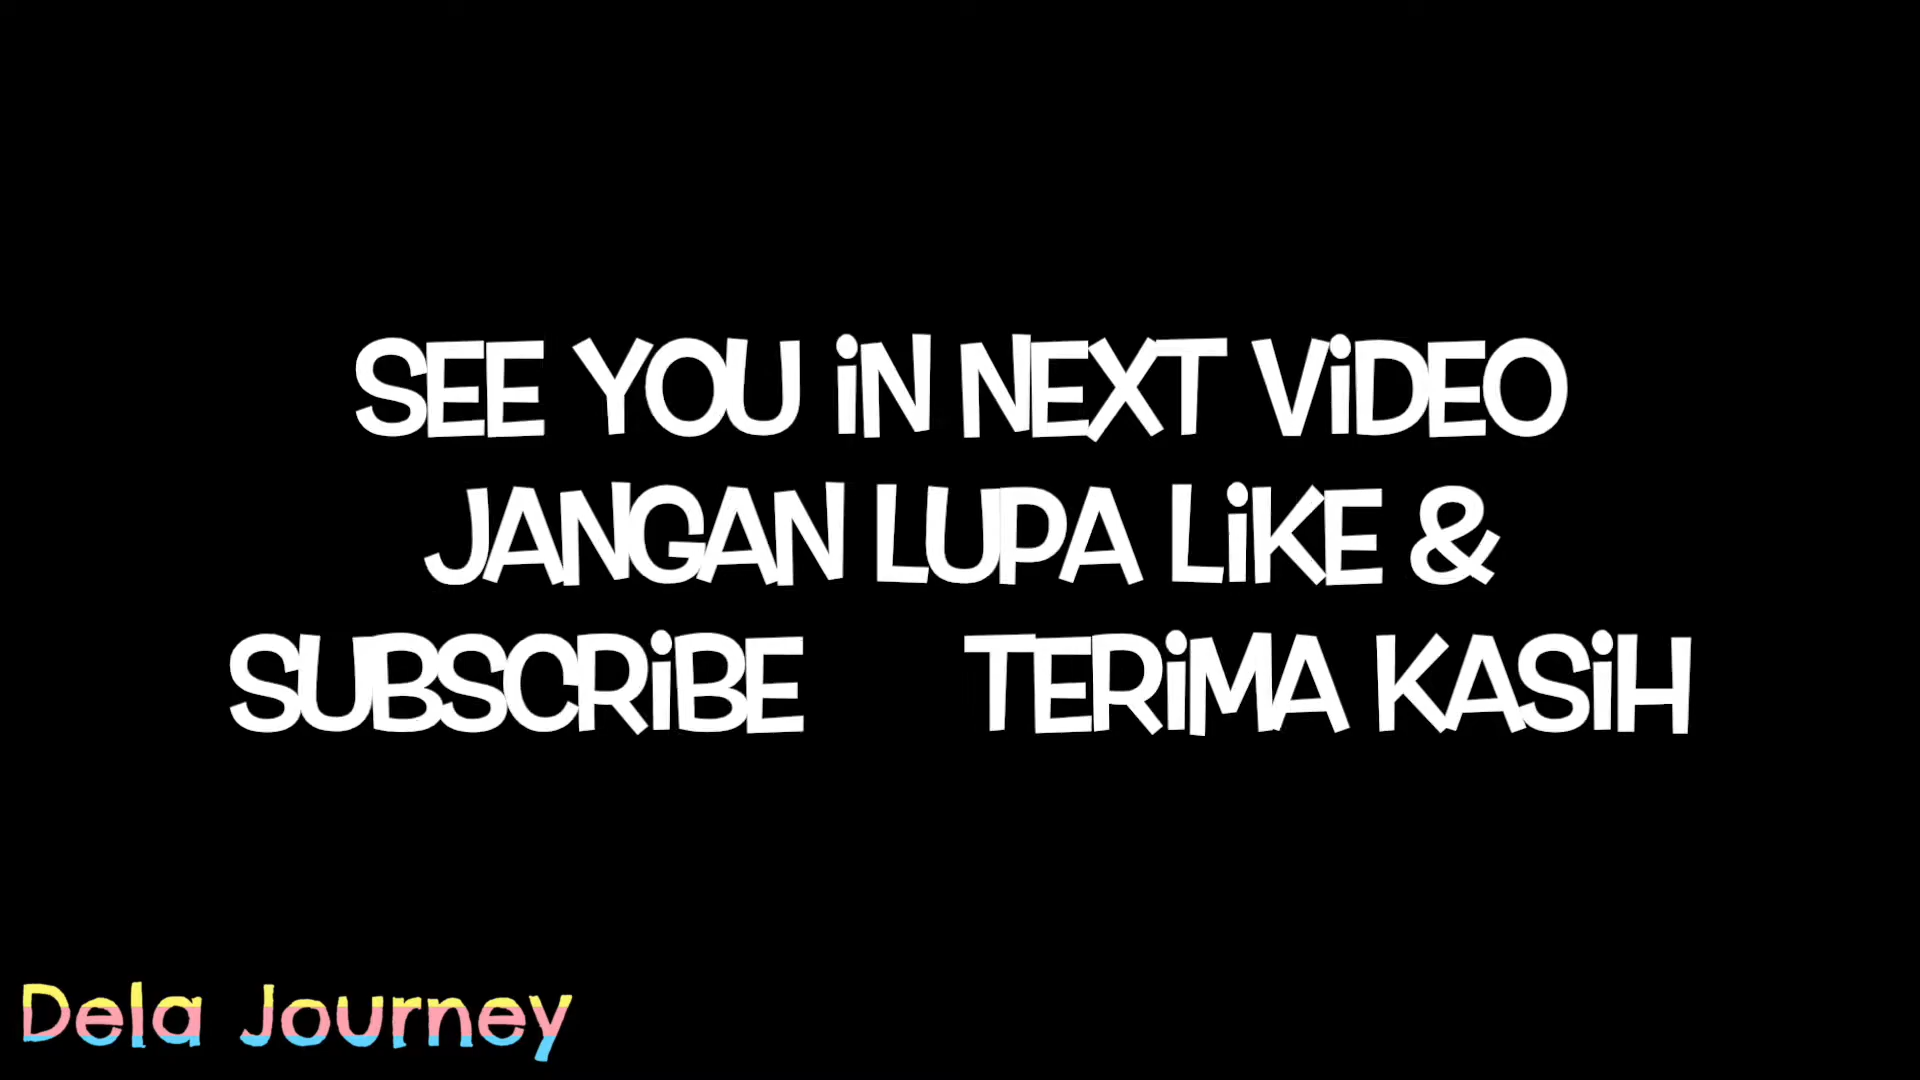 SEE YOU iN NEXT ViDEO
JANGAN LUPA LiKE &
SUBSCRiBE TERiMA KASiH
Dela Journey